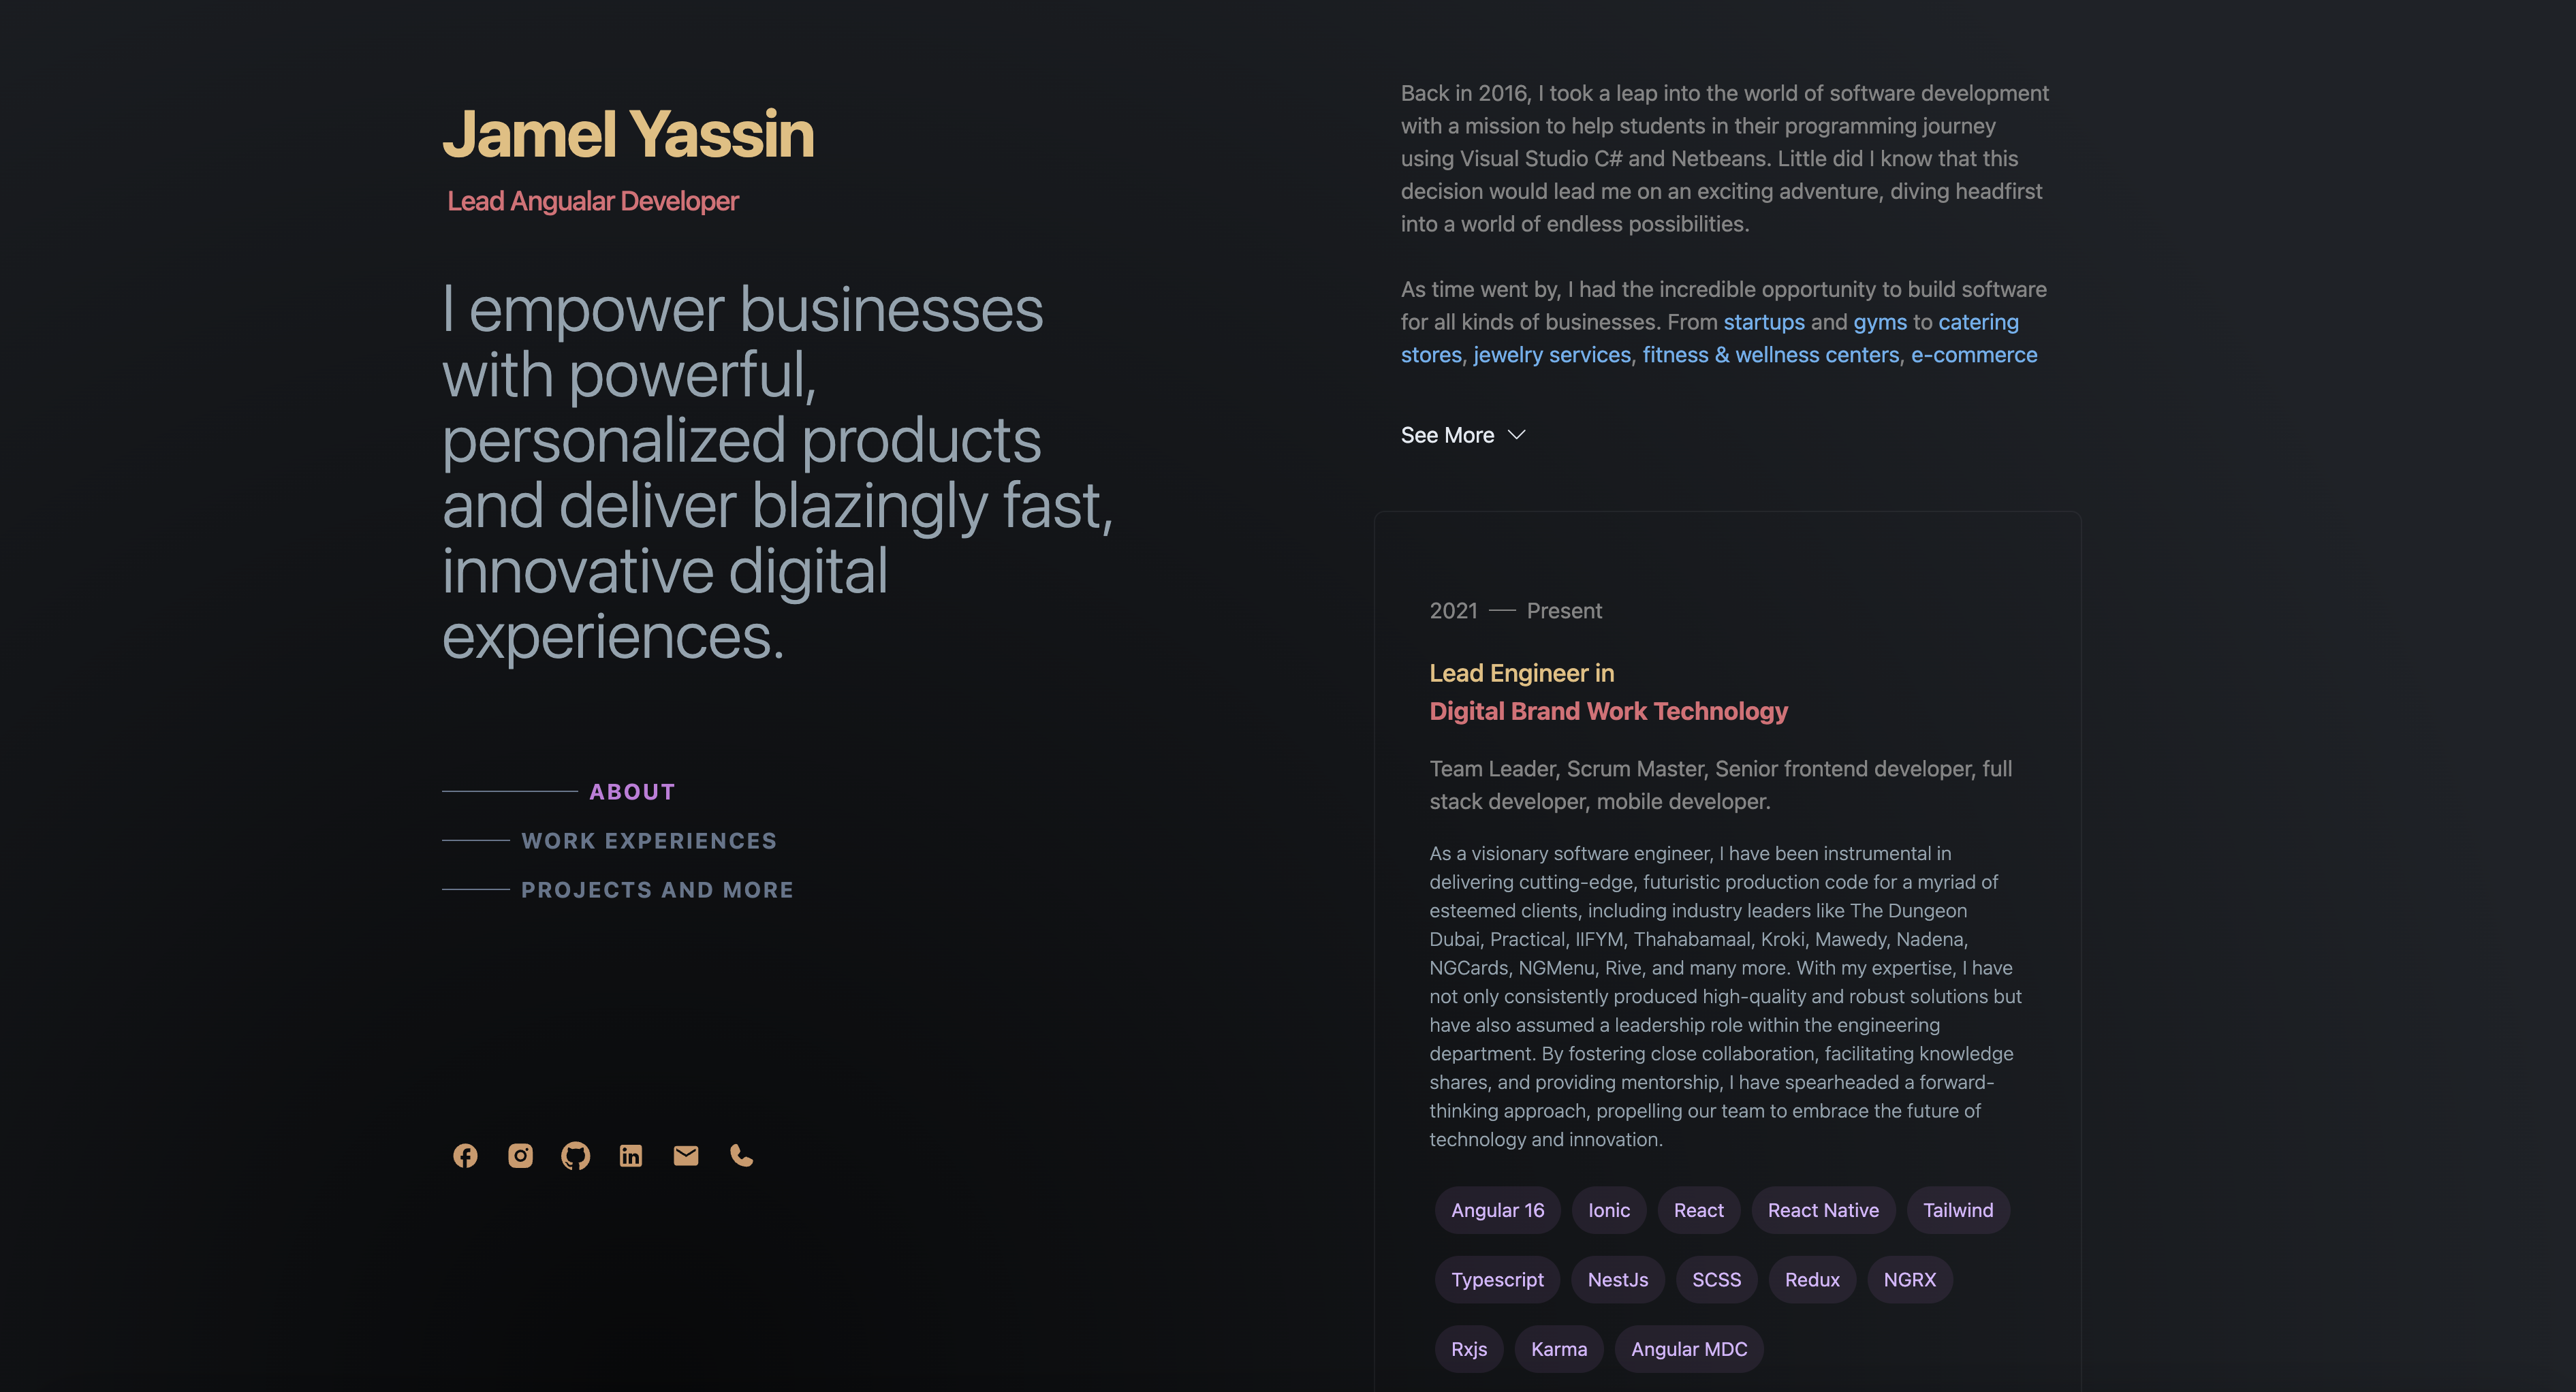 Jamel Yassin
Lead Angualar Developer
I empower businesses
with powerful,
personalized products
and deliver blazingly fast,
innovative digital
experiences.
ABOUT
WORK EXPERIENCES
PROJECTS AND MORE
Back in 2016, I took a leap into the world of software development
with a mission to help students in their programming journey
using Visual Studio C# and Netbeans. Little did I know that this
decision would lead me on an exciting adventure, diving headfirst
into a world of endless possibilities.
As time went by, I had the incredible opportunity to build software
for all kinds of businesses. From startups and gyms to catering
stores, jewelry services, fitness & wellness centers, e-commerce
See More
2021 — Present
Lead Engineer in
Digital Brand Work Technology
Team Leader, Scrum Master, Senior frontend developer, full
stack developer, mobile developer.
As a visionary software engineer, I have been instrumental in
delivering cutting-edge, futuristic production code for a myriad of
esteemed clients, including industry leaders like The Dungeon
Dubai, Practical, IIFYM, Thahabamaal, Kroki, Mawedy, Nadena,
NGCards, NGMenu, Rive, and many more. With my expertise, I have
not only consistently produced high-quality and robust solutions but
have also assumed a leadership role within the engineering
department. By fostering close collaboration, facilitating knowledge
shares, and providing mentorship, I have spearheaded a forward-
thinking approach, propelling our team to embrace the future of
technology and innovation.
Angular 16 Ionic React React Native Tailwind
Typescript NestJs SCSS Redux NGRX
Rxjs Karma Angular MDC